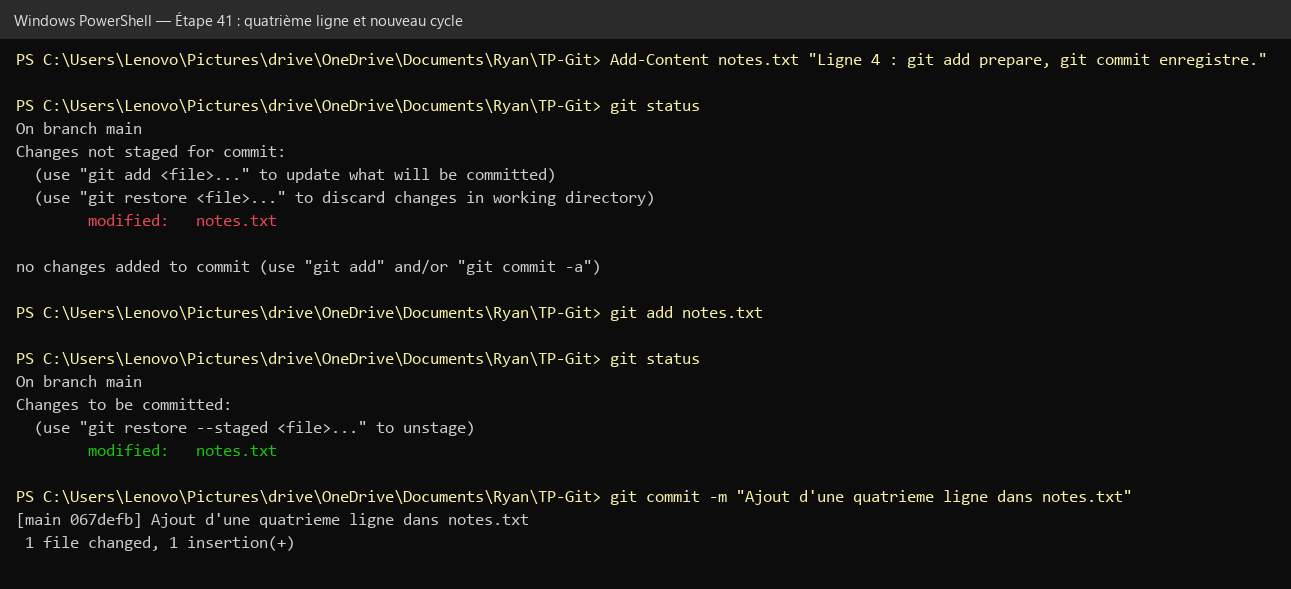 Windows PowerShell — Étape 41 : quatrième ligne et nouveau cycle
PS C:\Users\Lenovo\Pictures\drive\OneDrive\Documents\Ryan\TP-Git> Add-Content notes.txt "Ligne 4 : git add prepare, git commit enregistre."
PS C:\Users\Lenovo\Pictures\drive\OneDrive\Documents\Ryan\TP-Git> git status
On branch main
Changes not staged for commit:
  (use "git add <file>..." to update what will be committed)
  (use "git restore <file>..." to discard changes in working directory)
        modified:   notes.txt
no changes added to commit (use "git add" and/or "git commit -a")
PS C:\Users\Lenovo\Pictures\drive\OneDrive\Documents\Ryan\TP-Git> git add notes.txt
PS C:\Users\Lenovo\Pictures\drive\OneDrive\Documents\Ryan\TP-Git> git status
On branch main
Changes to be committed:
  (use "git restore --staged <file>..." to unstage)
        modified:   notes.txt
PS C:\Users\Lenovo\Pictures\drive\OneDrive\Documents\Ryan\TP-Git> git commit -m "Ajout d'une quatrieme ligne dans notes.txt"
[main 067defb] Ajout d'une quatrieme ligne dans notes.txt
 1 file changed, 1 insertion(+)